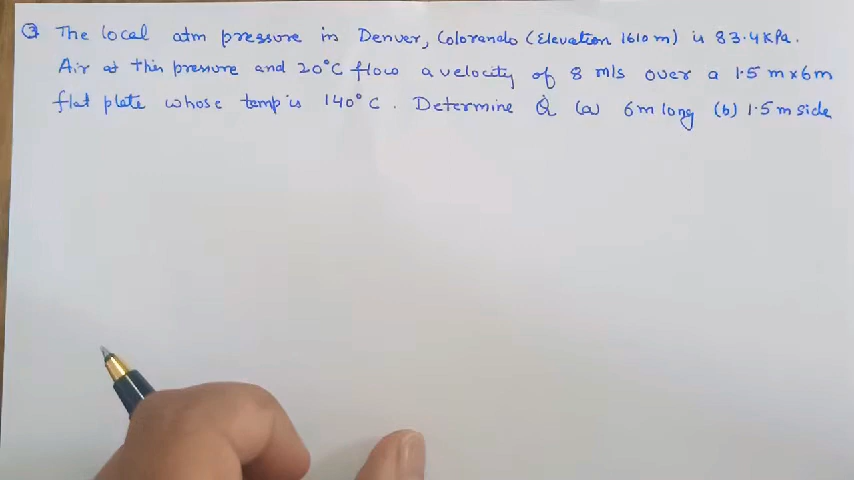 ③ The local atm pressure in Denver, Colorando (Elevation 1610 m) is 83.4 KPa.
Air at this pressure and 20°C flow a velocity of 8 m/s over a 1.5 m x 6m
flat plate whose temp is 140° C. Determine Q̇ (a) 6m long (b) 1.5 m side